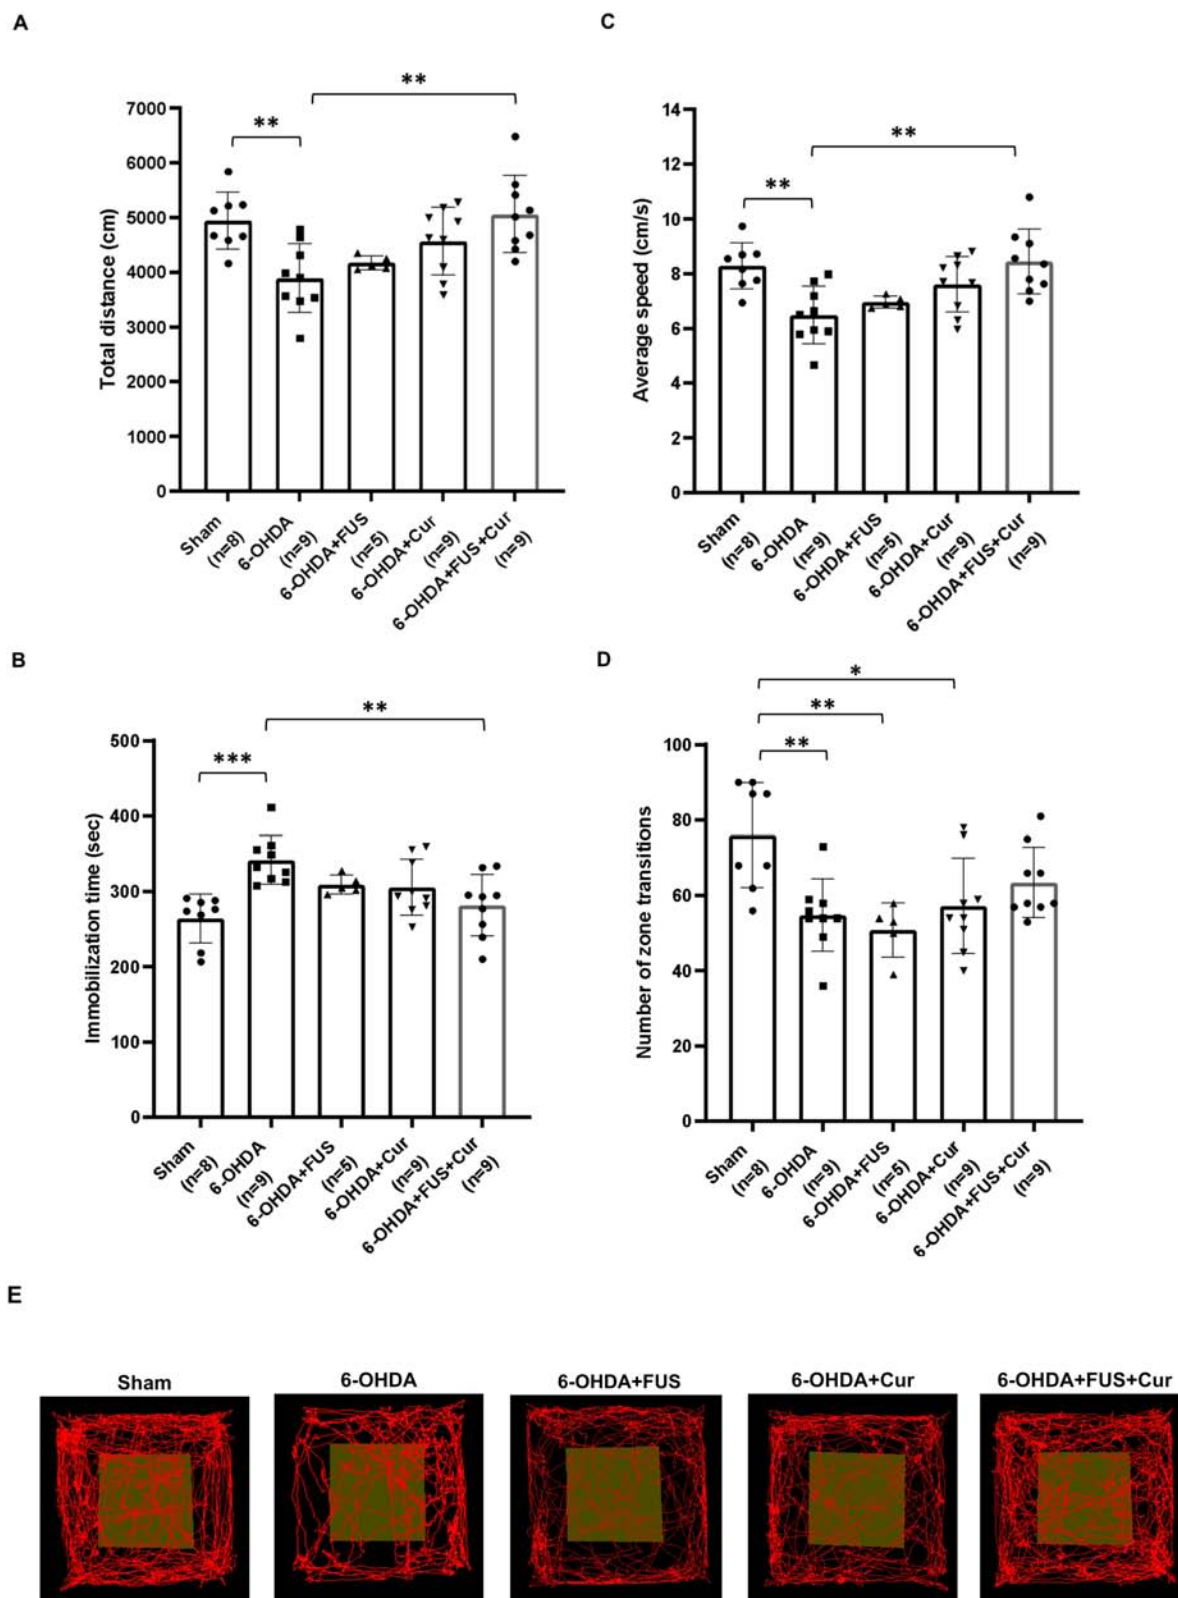 A
**
**
Total distance (cm)
7000
6000
5000
4000
3000
2000
1000
0
Sham
(n=8)
6-OHDA
(n=9)
6-OHDA+FUS
(n=5)
6-OHDA+Cur
(n=9)
6-OHDA+FUS+Cur
(n=9)
C
**
**
Average speed (cm/s)
14
12
10
8
6
4
2
0
Sham
(n=8)
6-OHDA
(n=9)
6-OHDA+FUS
(n=5)
6-OHDA+Cur
(n=9)
6-OHDA+FUS+Cur
(n=9)
B
**
***
Immobilization time (sec)
500
400
300
200
100
0
Sham
(n=8)
6-OHDA
(n=9)
6-OHDA+FUS
(n=5)
6-OHDA+Cur
(n=9)
6-OHDA+FUS+Cur
(n=9)
D
*
**
**
Number of zone transitions
100
80
60
40
20
0
Sham
(n=8)
6-OHDA
(n=9)
6-OHDA+FUS
(n=5)
6-OHDA+Cur
(n=9)
6-OHDA+FUS+Cur
(n=9)
E
Sham
6-OHDA
6-OHDA+FUS
6-OHDA+Cur
6-OHDA+FUS+Cur